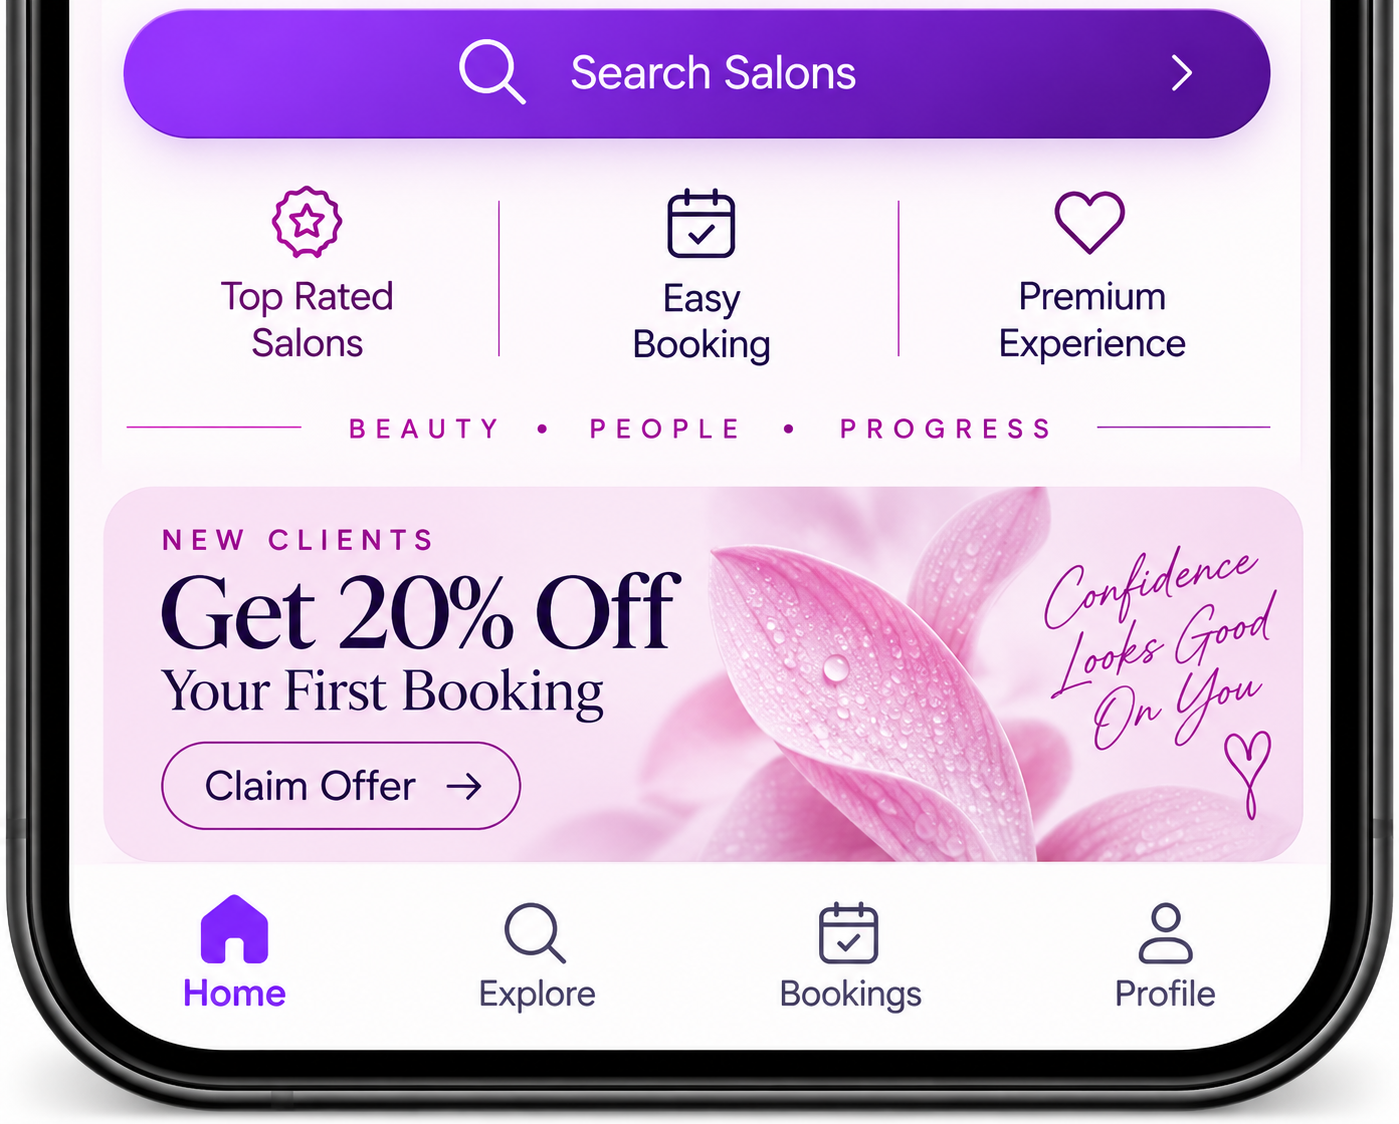 Search Salons
Top Rated
Salons
Easy
Booking
Premium
Experience
BEAUTY • PEOPLE • PROGRESS
NEW CLIENTS
Get 20% Off
Your First Booking
Claim Offer →
Confidence
Looks Good
On You
Home
Explore
Bookings
Profile